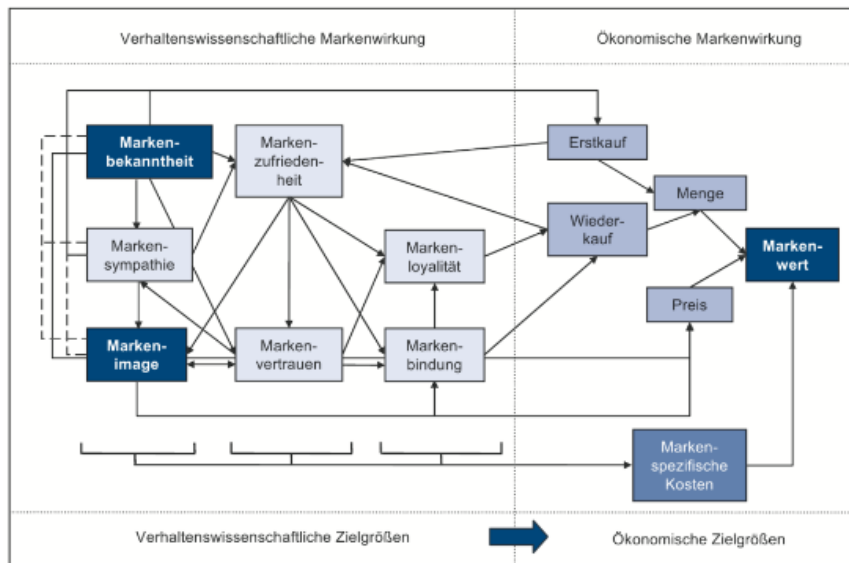 Verhaltenswissenschaftliche Markenwirkung
Ökonomische Markenwirkung
Marken-
bekanntheit
Marken-
zufrieden-
heit
Erstkauf
Menge
Marken-
sympathie
Marken-
loyalität
Wieder-
kauf
Marken-
wert
Preis
Marken-
image
Marken-
vertrauen
Marken-
bindung
Marken-
spezifische
Kosten
Verhaltenswissenschaftliche Zielgrößen
Ökonomische Zielgrößen